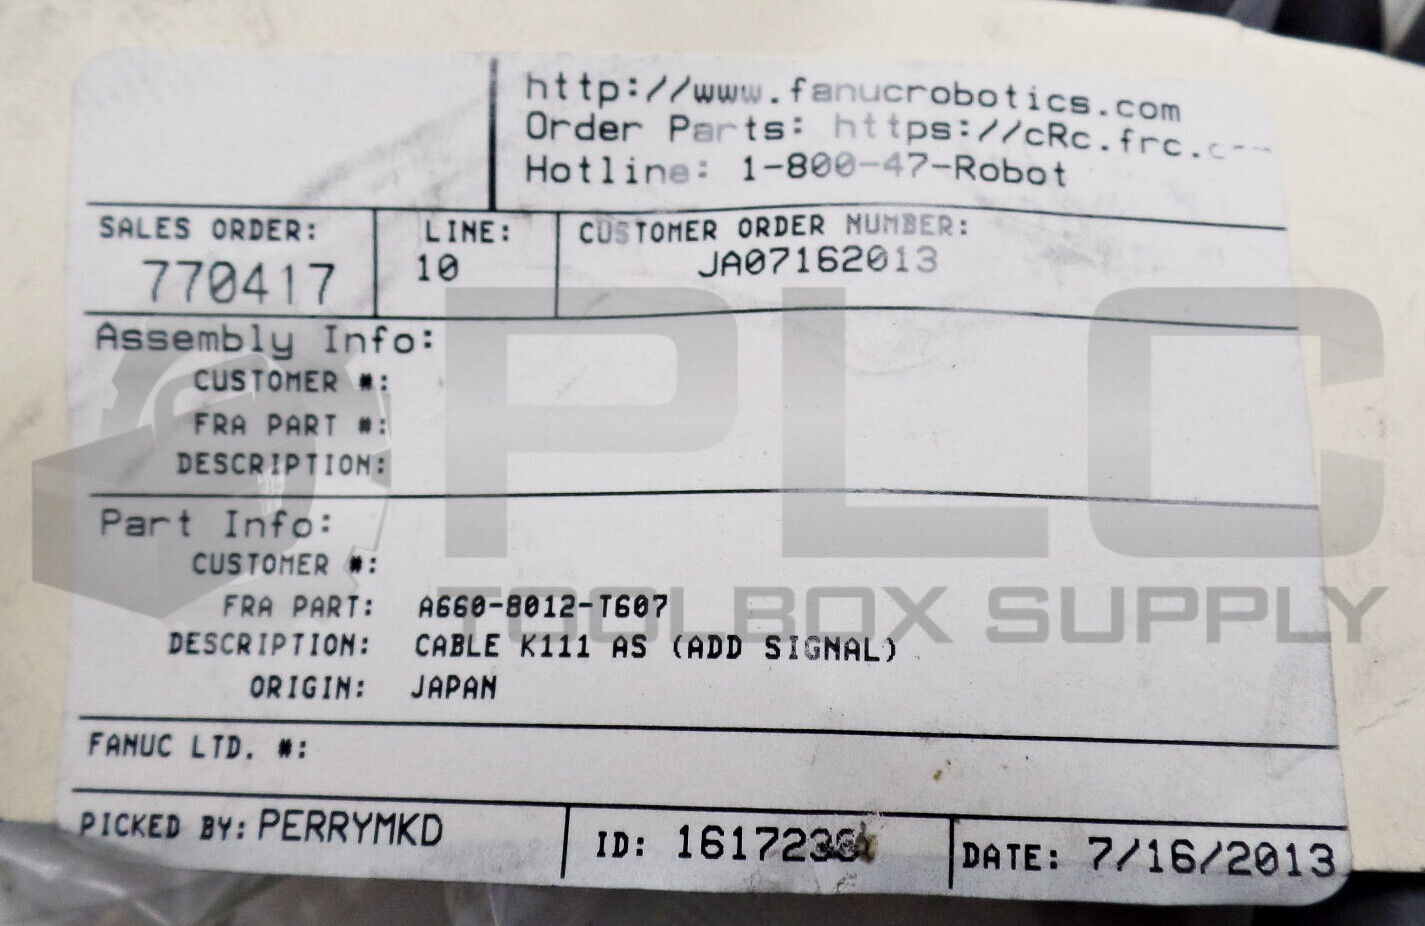 http://www.fanucrobotics.com
Order Parts: https://cRc.frc.
Hotline: 1-800-47-Robot
SALES ORDER:
770417
LINE:
10
CUSTOMER ORDER NUMBER:
JA07162013
Assembly Info:
CUSTOMER #:
FRA PART #:
DESCRIPTION:
Part Info:
CUSTOMER #:
FRA PART: A660-8012-T607
DESCRIPTION: CABLE K111 AS (ADD SIGNAL)
ORIGIN: JAPAN
FANUC LTD. #:
PICKED BY: PERRYMKD
ID:
DATE: 7/16/2013
PLC
TOOLBOX SUPPLY